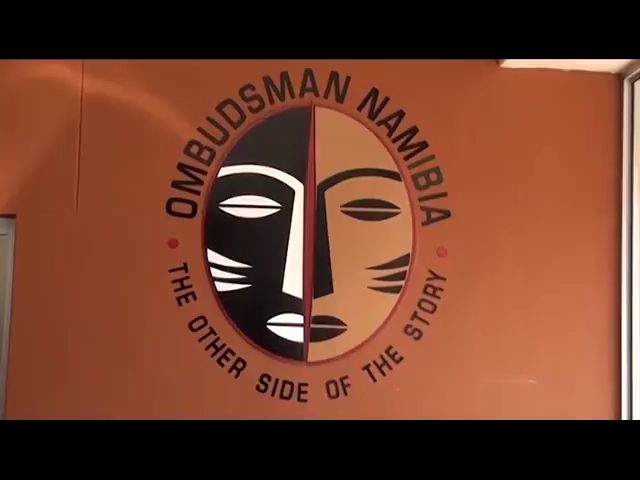 OMBUDSMAN NAMIBIA
THE OTHER SIDE OF THE STORY